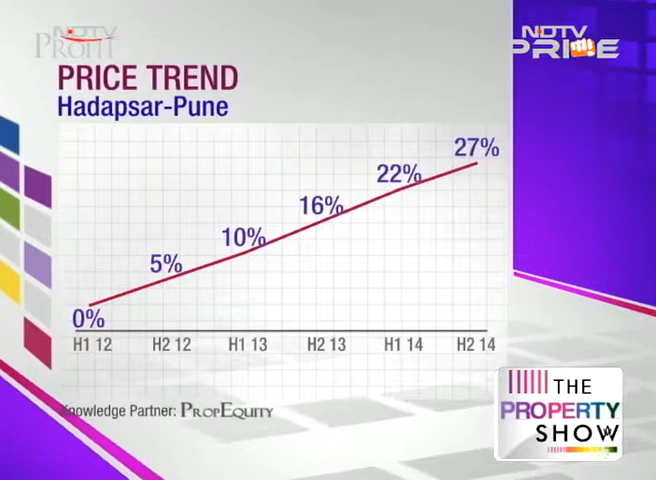 NDTV
PROFIT
NDTV
PRIME
PRICE TREND
Hadapsar-Pune
27%
22%
16%
10%
5%
0%
H1 12 H2 12 H1 13 H2 13 H1 14 H2 14
Knowledge Partner: PROPEQUITY
THE
PROPERTY
SHOW